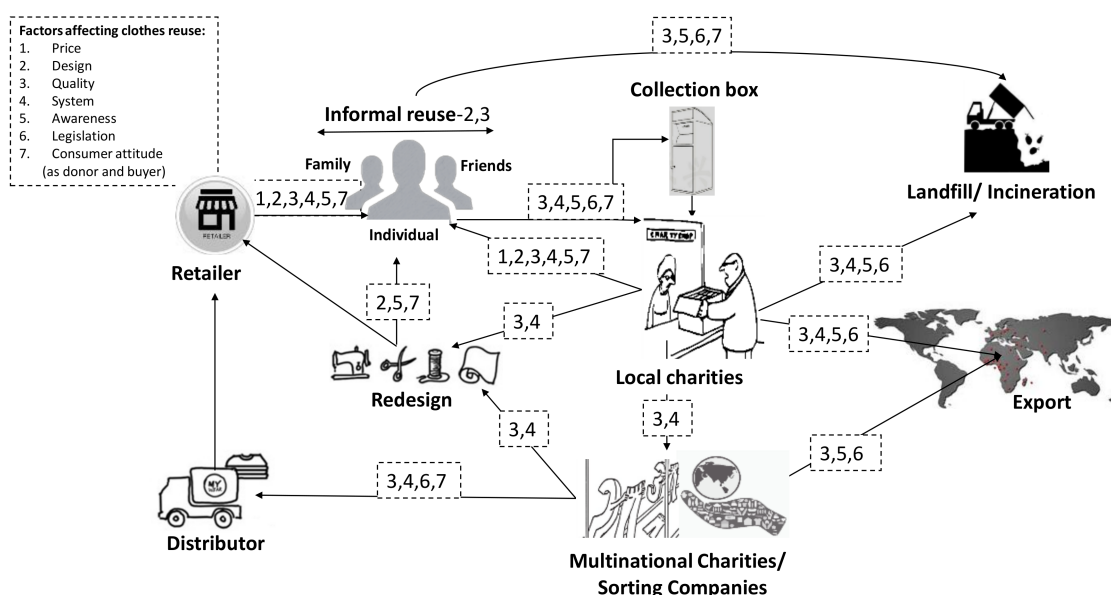 Factors affecting clothes reuse:
1. Price
2. Design
3. Quality
4. System
5. Awareness
6. Legislation
7. Consumer attitude
(as donor and buyer)
3,5,6,7
Collection box
Informal reuse-2,3
Family
Friends
Landfill/ Incineration
1,2,3,4,5,7
3,4,5,6,7
RETAILER
Individual
CHARITY SHOP
Retailer
1,2,3,4,5,7
3,4,5,6
2,5,7
3,4
3,4,5,6
Local charities
Redesign
Export
3,4
3,4
3,5,6
3,4,6,7
MY
Distributor
Multinational Charities/
Sorting Companies